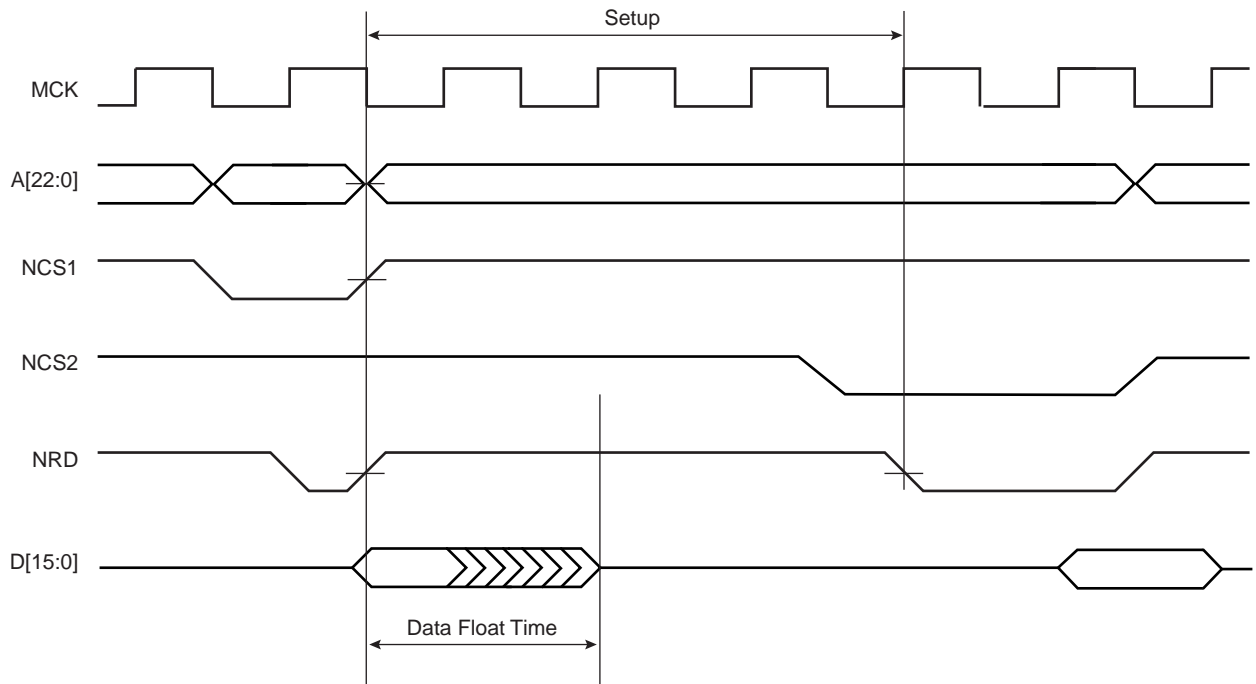 Setup
MCK
A[22:0]
NCS1
NCS2
NRD
D[15:0]
Data Float Time